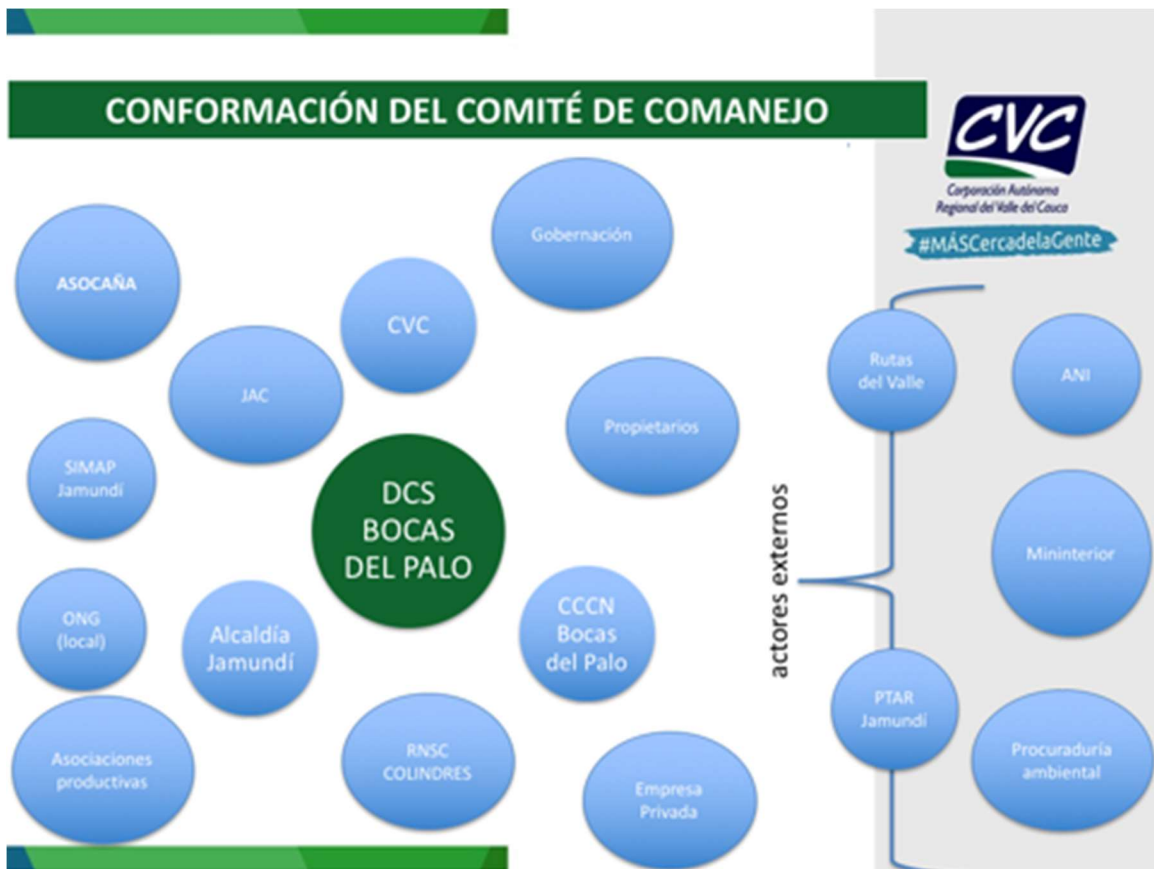 CONFORMACIÓN DEL COMITÉ DE COMANEJO
CVC
Corporación Autónoma
Regional del Valle del Cauca
#MÁSCercadelaGente
Gobernación
ASOCAÑA
CVC
JAC
Propietarios
SIMAP
Jamundí
DCS
BOCAS
DEL PALO
ONG
(local)
Alcaldía
Jamundí
CCCN
Bocas
del Palo
Asociaciones
productivas
RNSC
COLINDRES
Empresa
Privada
actores externos
Rutas
del Valle
ANI
Mininterior
PTAR
Jamundí
Procuraduría
ambiental